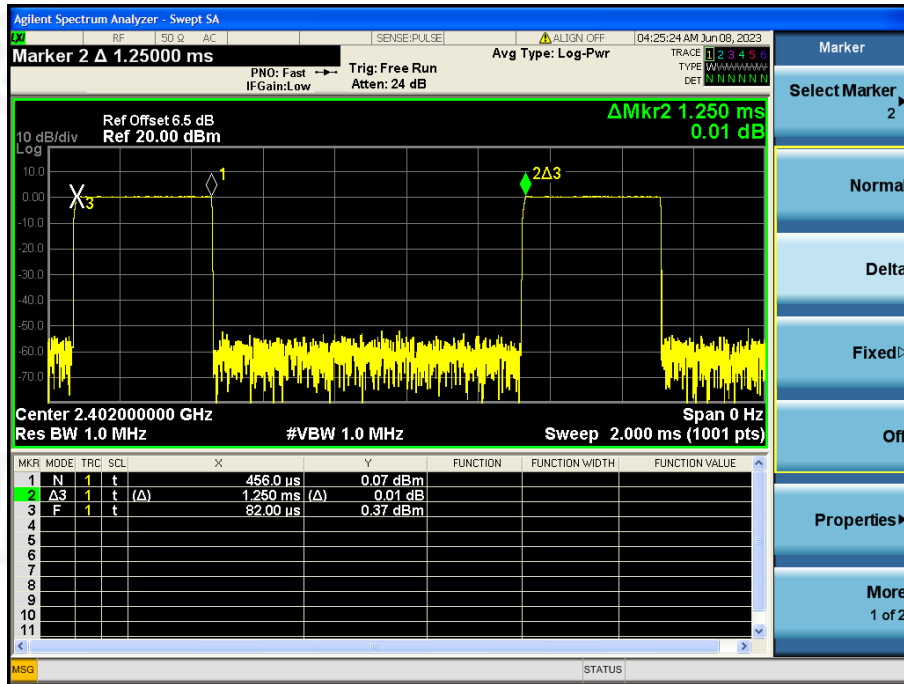 Agilent Spectrum Analyzer - Swept SA
LXI RF 50 Ω AC SENSE:PULSE ALIGN OFF 04:25:24 AM Jun 08, 2023
Marker 2 Δ 1.25000 ms
PNO: Fast
IFGain:Low
Trig: Free Run
Atten: 24 dB
Avg Type: Log-Pwr
TRACE 1 2 3 4 5 6
TYPE WWWWWW
DET N N N N N N
ΔMkr2 1.250 ms
0.01 dB
Ref Offset 6.5 dB
10 dB/div Ref 20.00 dBm
Log
10.0
0.00
-10.0
-20.0
-30.0
-40.0
-50.0
-60.0
-70.0
3
1
2Δ3
Center 2.402000000 GHz Span 0 Hz
Res BW 1.0 MHz #VBW 1.0 MHz Sweep 2.000 ms (1001 pts)
MKR MODE TRC SCL X Y FUNCTION FUNCTION WIDTH FUNCTION VALUE
1 N 1 t 456.0 µs 0.07 dBm
2 Δ3 1 t (Δ) 1.250 ms (Δ) 0.01 dB
3 F 1 t 82.00 µs 0.37 dBm
4
5
6
7
8
9
10
11
MSG STATUS
Marker
Select Marker
2
Normal
Delta
Fixed
Off
Properties
More
1 of 2